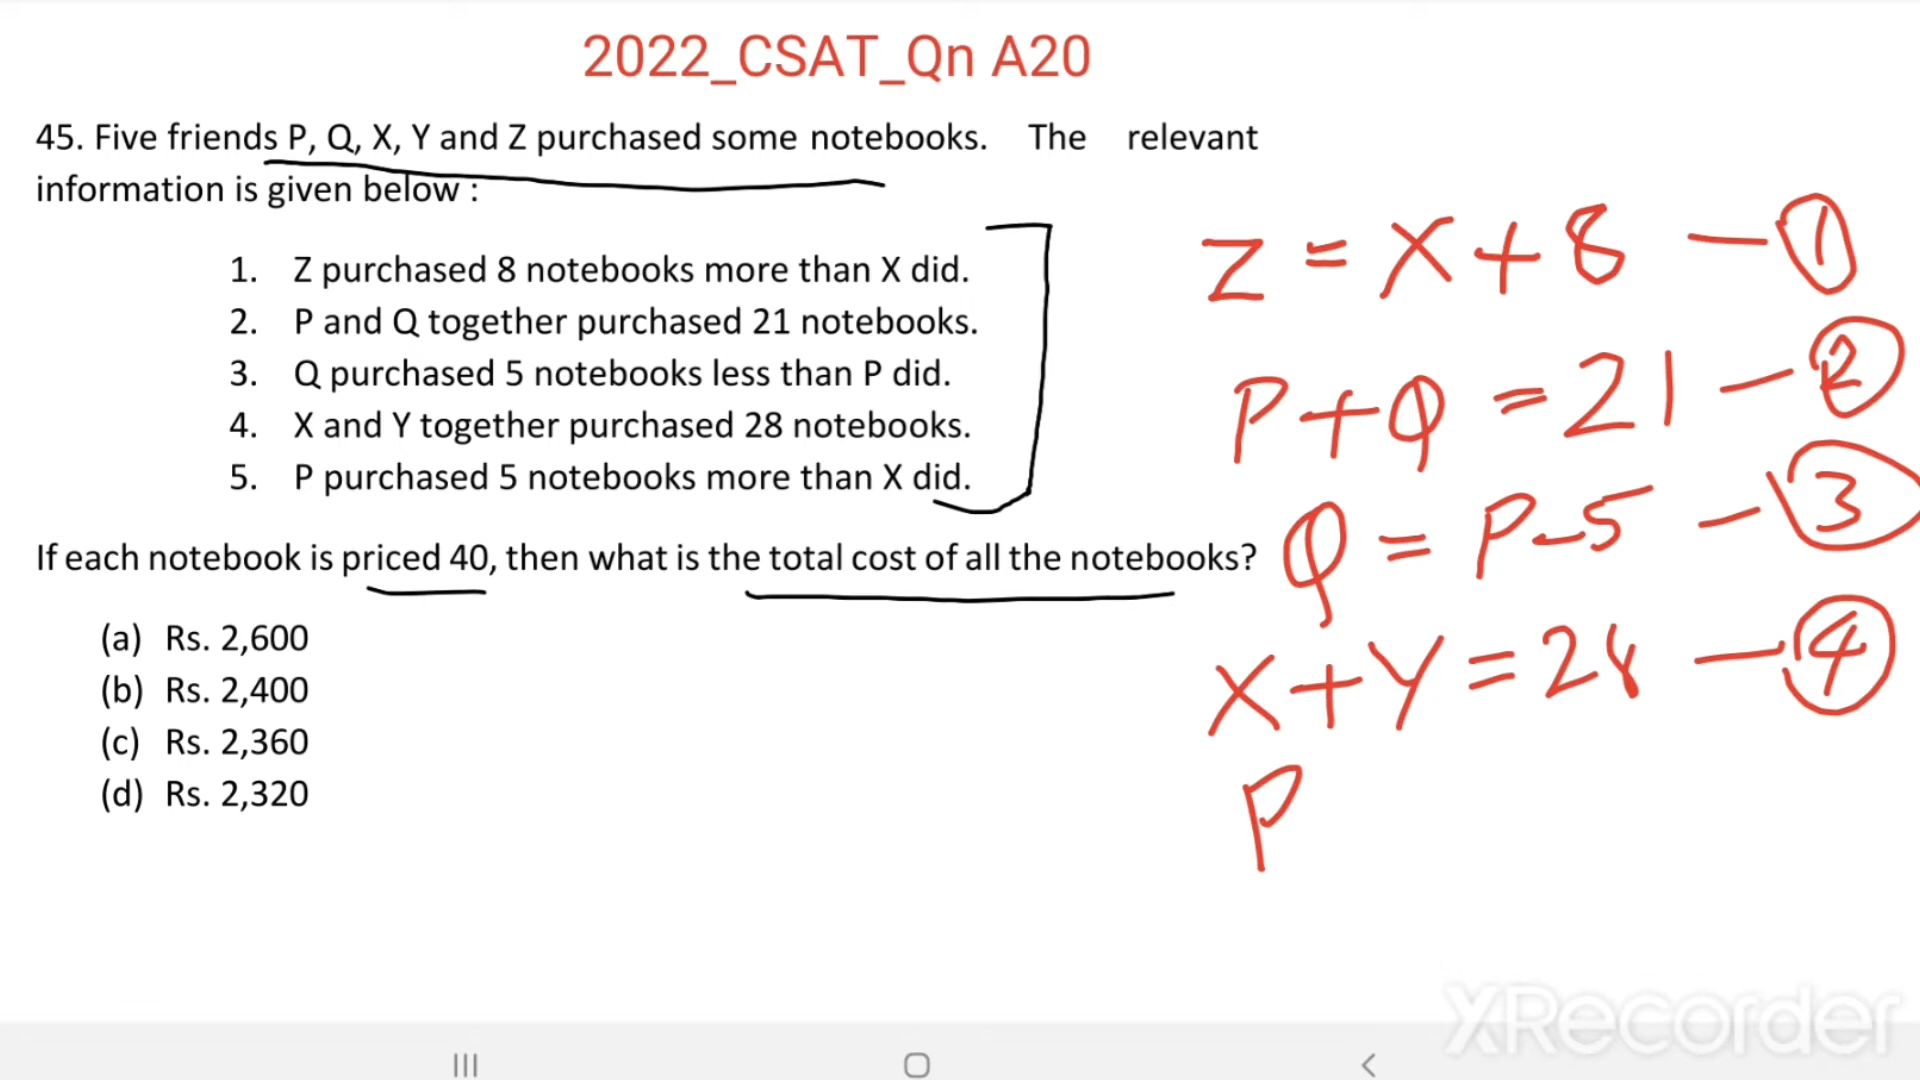 2022_CSAT_Qn A20
45. Five friends P, Q, X, Y and Z purchased some notebooks. The relevant
information is given below :
1. Z purchased 8 notebooks more than X did.
2. P and Q together purchased 21 notebooks.
3. Q purchased 5 notebooks less than P did.
4. X and Y together purchased 28 notebooks.
5. P purchased 5 notebooks more than X did.
If each notebook is priced 40, then what is the total cost of all the notebooks?
(a) Rs. 2,600
(b) Rs. 2,400
(c) Rs. 2,360
(d) Rs. 2,320
Z = X + 8 — ①
P + Q = 21 — ②
Q = P - 5 — ③
X + Y = 28 — ④
P
XRecorder